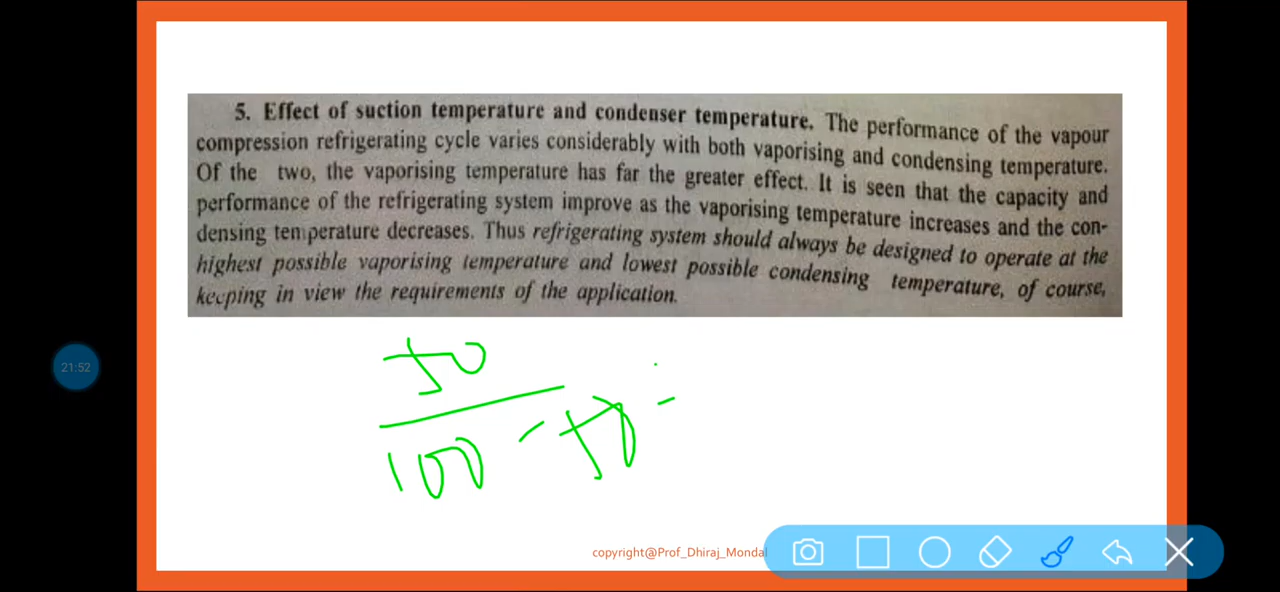 5. Effect of suction temperature and condenser temperature. The performance of the vapour
compression refrigerating cycle varies considerably with both vaporising and condensing temperature.
Of the two, the vaporising temperature has far the greater effect. It is seen that the capacity and
performance of the refrigerating system improve as the vaporising temperature increases and the con-
densing temperature decreases. Thus refrigerating system should always be designed to operate at the
highest possible vaporising temperature and lowest possible condensing temperature, of course,
keeping in view the requirements of the application.
21:52
50
100 - 50 =
copyright@Prof_Dhiraj_Mondal